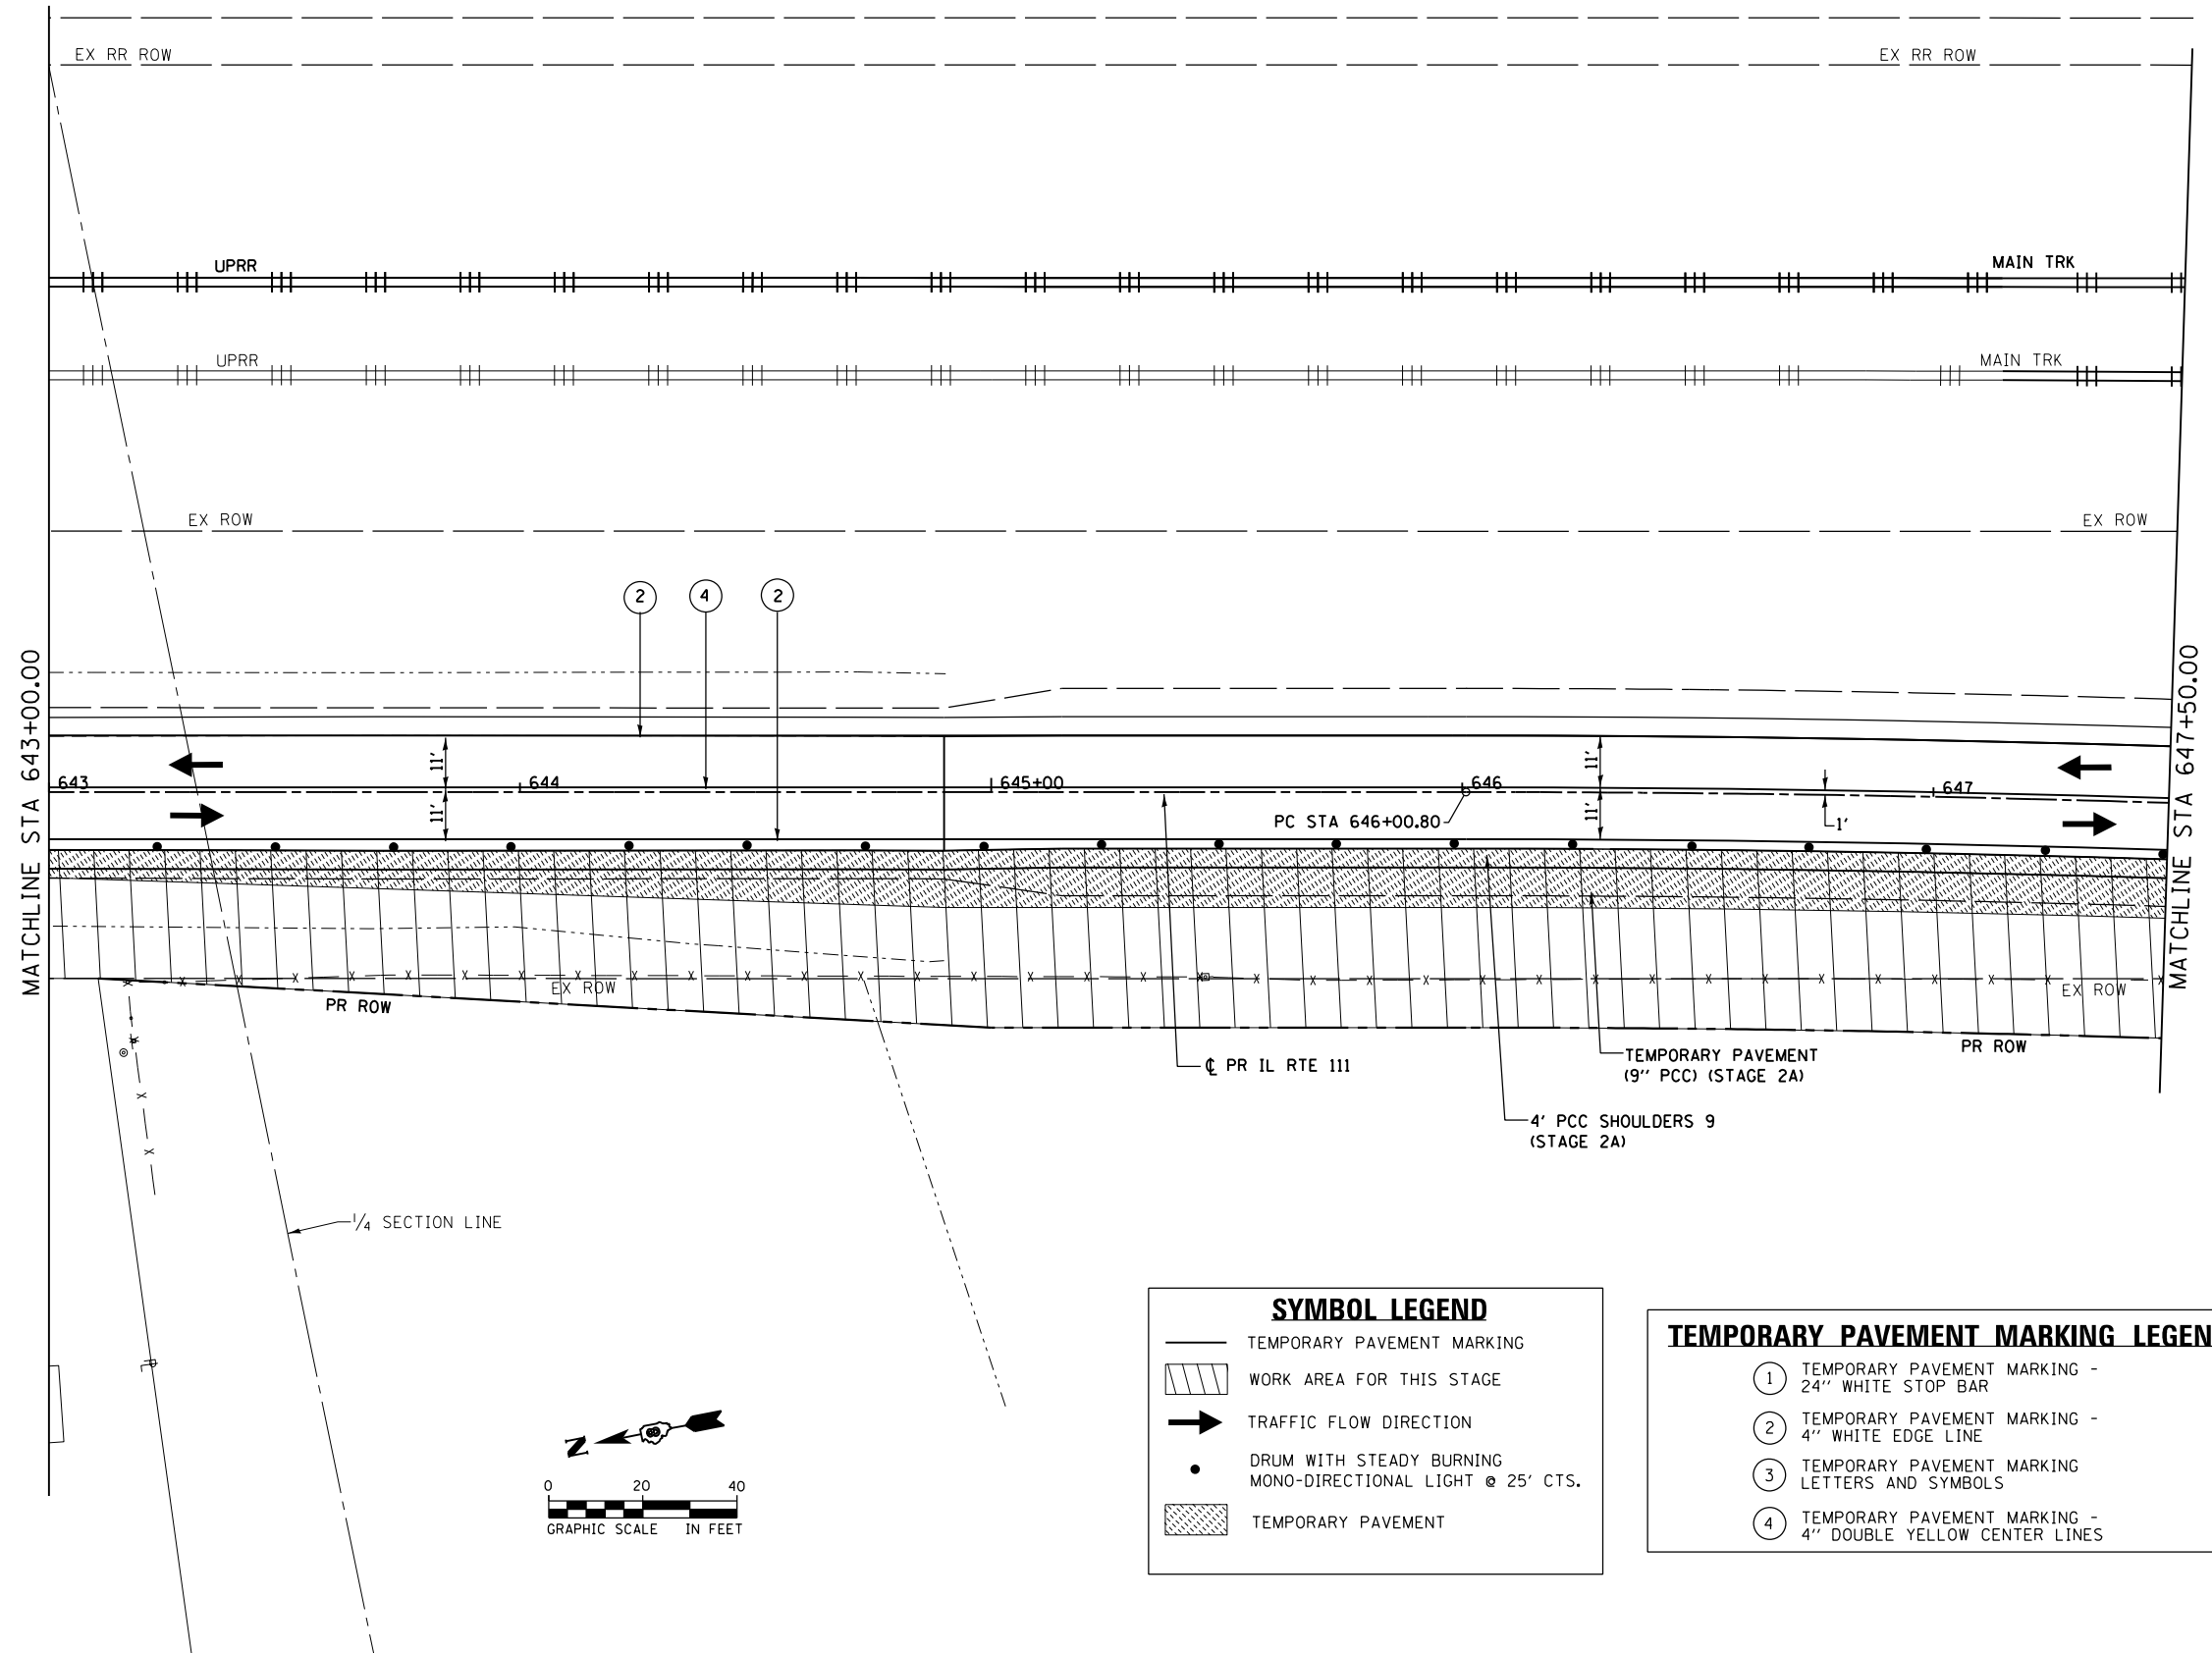 EX RR ROW
EX RR ROW
UPRR
MAIN TRK
UPRR
MAIN TRK
EX ROW
EX ROW
2
4
2
MATCHLINE STA 643+00.00
MATCHLINE STA 647+50.00
11'
11'
643
644
645+00
646
647
11'
11'
PC STA 646+00.80
1'
X X X X X X X X X X X X X X X X X X X X X X X X X X X X X X X X X X X X
EX ROW
EX ROW
PR ROW
PR ROW
X
X
X
X
℄ PR IL RTE 111
TEMPORARY PAVEMENT
(9'' PCC) (STAGE 2A)
4' PCC SHOULDERS 9
(STAGE 2A)
1/4 SECTION LINE
PL
N
0 20 40
GRAPHIC SCALE IN FEET
SYMBOL LEGEND
TEMPORARY PAVEMENT MARKING
WORK AREA FOR THIS STAGE
TRAFFIC FLOW DIRECTION
DRUM WITH STEADY BURNING
MONO-DIRECTIONAL LIGHT @ 25' CTS.
TEMPORARY PAVEMENT
TEMPORARY PAVEMENT MARKING LEGEN
1 TEMPORARY PAVEMENT MARKING -
24'' WHITE STOP BAR
2 TEMPORARY PAVEMENT MARKING -
4'' WHITE EDGE LINE
3 TEMPORARY PAVEMENT MARKING
LETTERS AND SYMBOLS
4 TEMPORARY PAVEMENT MARKING -
4'' DOUBLE YELLOW CENTER LINES